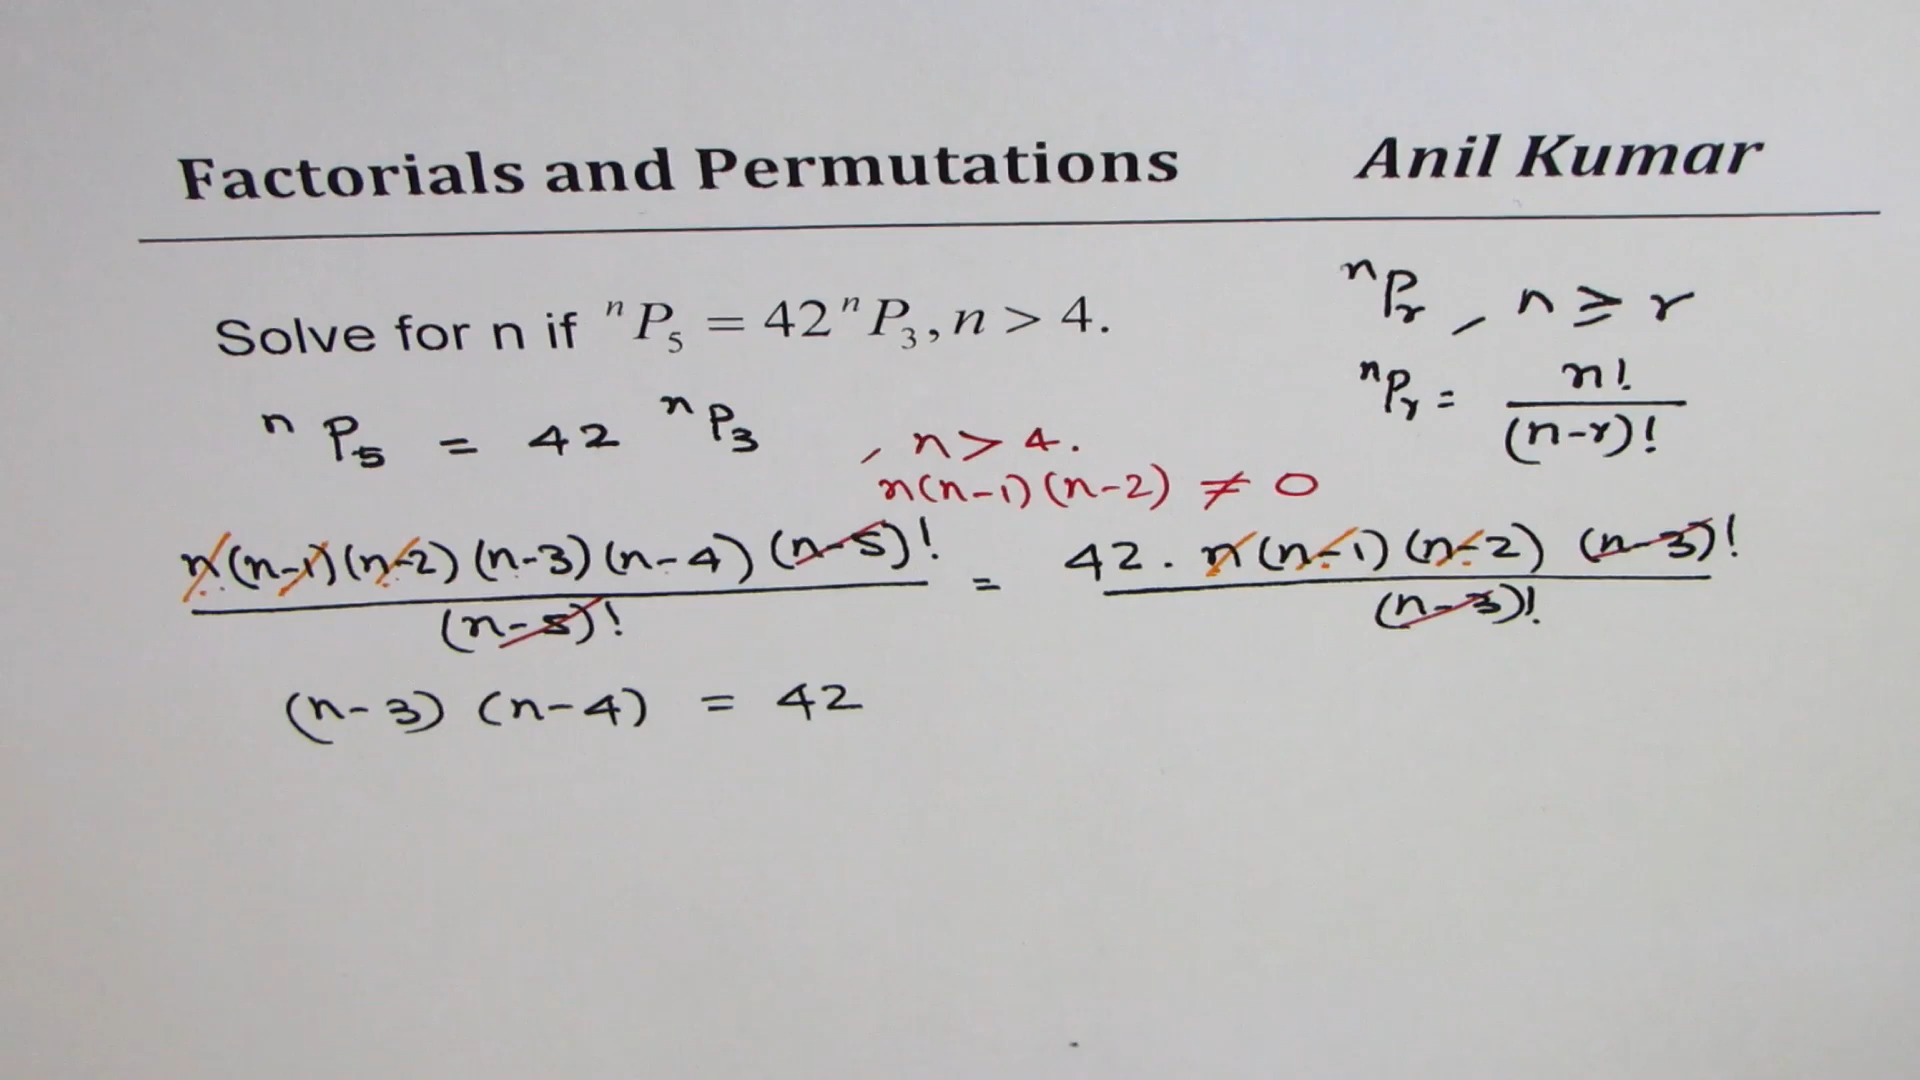 Factorials and Permutations Anil Kumar
Solve for n if ⁿP₅ = 42 ⁿP₃, n > 4.
ⁿPᵣ , n ≥ r
ⁿPᵣ = n! / (n-r)!
ⁿP₅ = 42 ⁿP₃ , n > 4.
n(n-1)(n-2) ≠ 0
n(n-1)(n-2)(n-3)(n-4)(n-5)! / (n-5)! = 42 . n(n-1)(n-2)(n-3)! / (n-3)!
(n-3)(n-4) = 42